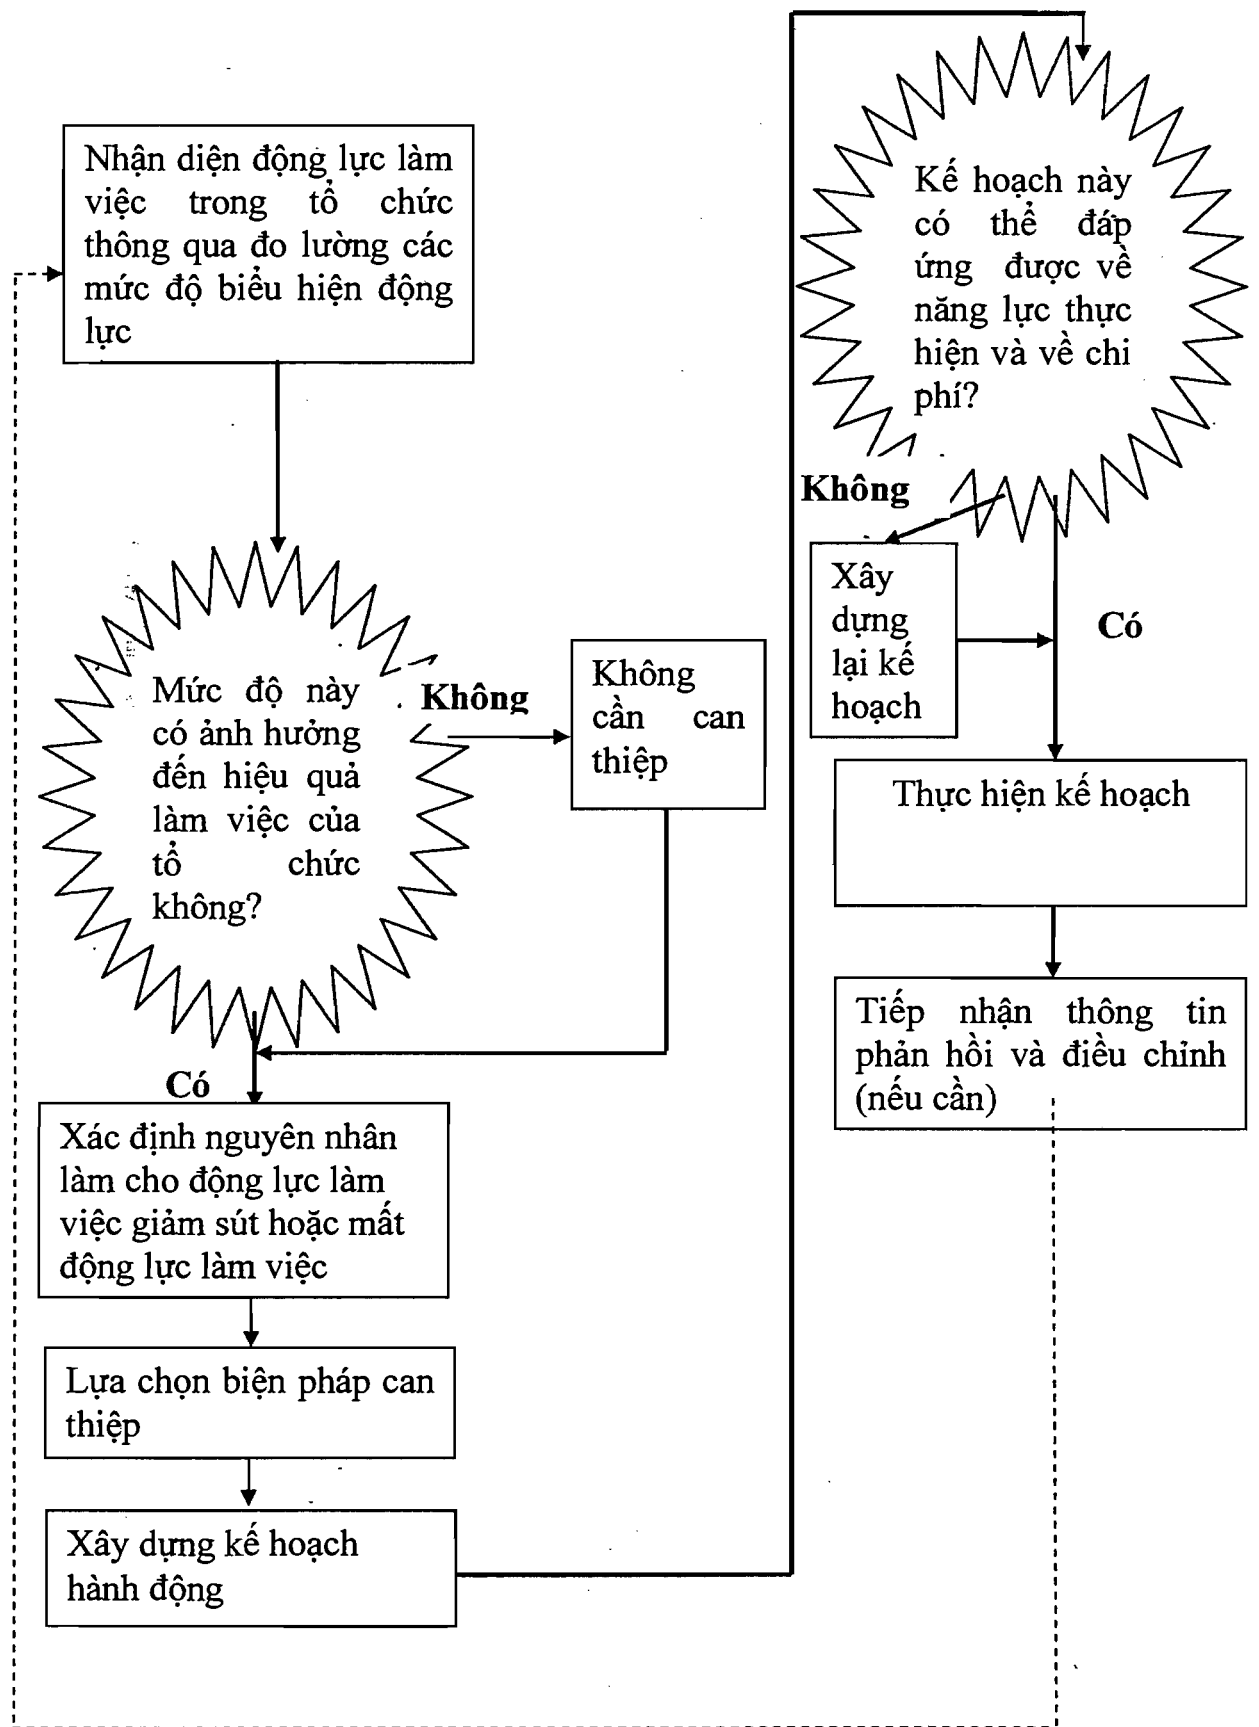 Nhận diện động lực làm
việc trong tổ chức
thông qua đo lường các
mức độ biểu hiện động
lực
Mức độ này
có ảnh hưởng
đến hiệu quả
làm việc của
tổ chức
không?
Không
Không
cần can
thiệp
Có
Xác định nguyên nhân
làm cho động lực làm
việc giảm sút hoặc mất
động lực làm việc
Lựa chọn biện pháp can
thiệp
Xây dựng kế hoạch
hành động
Kế hoạch này
có thể đáp
ứng được về
năng lực thực
hiện và về chi
phí?
Không
Xây
dựng
lại kế
hoạch
Có
Thực hiện kế hoạch
Tiếp nhận thông tin
phản hồi và điều chỉnh
(nếu cần)